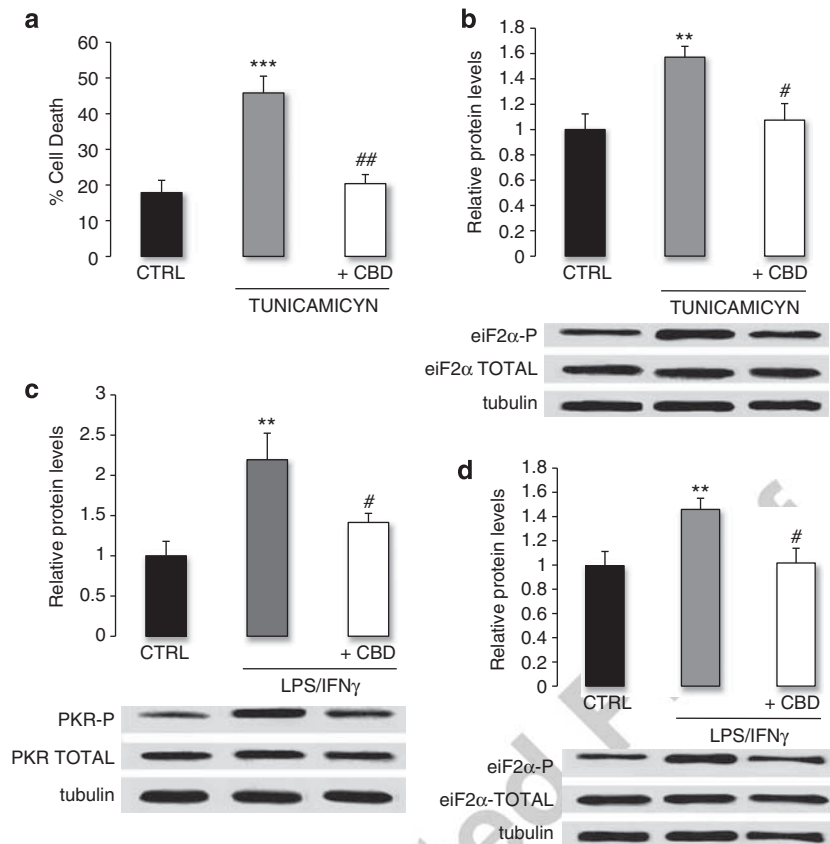 a
60
50
40
30
20
10
0
% Cell Death
***
##
CTRL
+ CBD
TUNICAMICYN
b
1.8
1.6
1.4
1.2
1
0.8
0.6
0.4
0.2
0
Relative protein levels
**
#
CTRL
+ CBD
TUNICAMICYN
eiF2α-P
eiF2α TOTAL
tubulin
c
3
2.5
2
1.5
1
0.5
0
Relative protein levels
**
#
CTRL
+ CBD
LPS/IFNγ
PKR-P
PKR TOTAL
tubulin
d
1.8
1.6
1.4
1.2
1
0.8
0.6
0.4
0.2
0
Relative protein levels
**
#
CTRL
+ CBD
LPS/IFNγ
eiF2α-P
eiF2α-TOTAL
tubulin